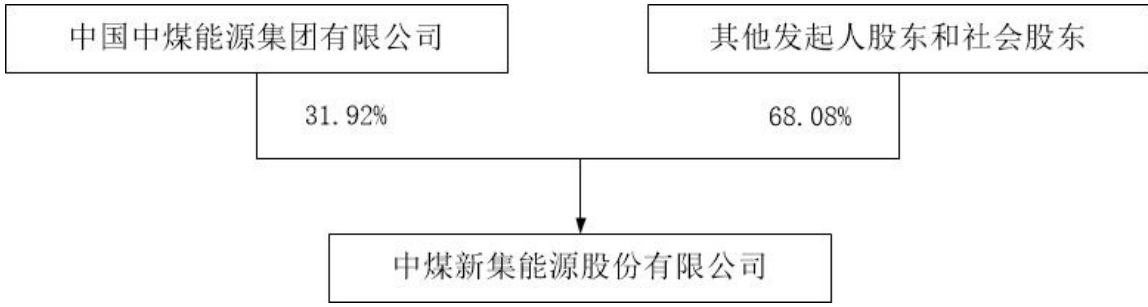 中国中煤能源集团有限公司
其他发起人股东和社会股东
31.92%
68.08%
中煤新集能源股份有限公司